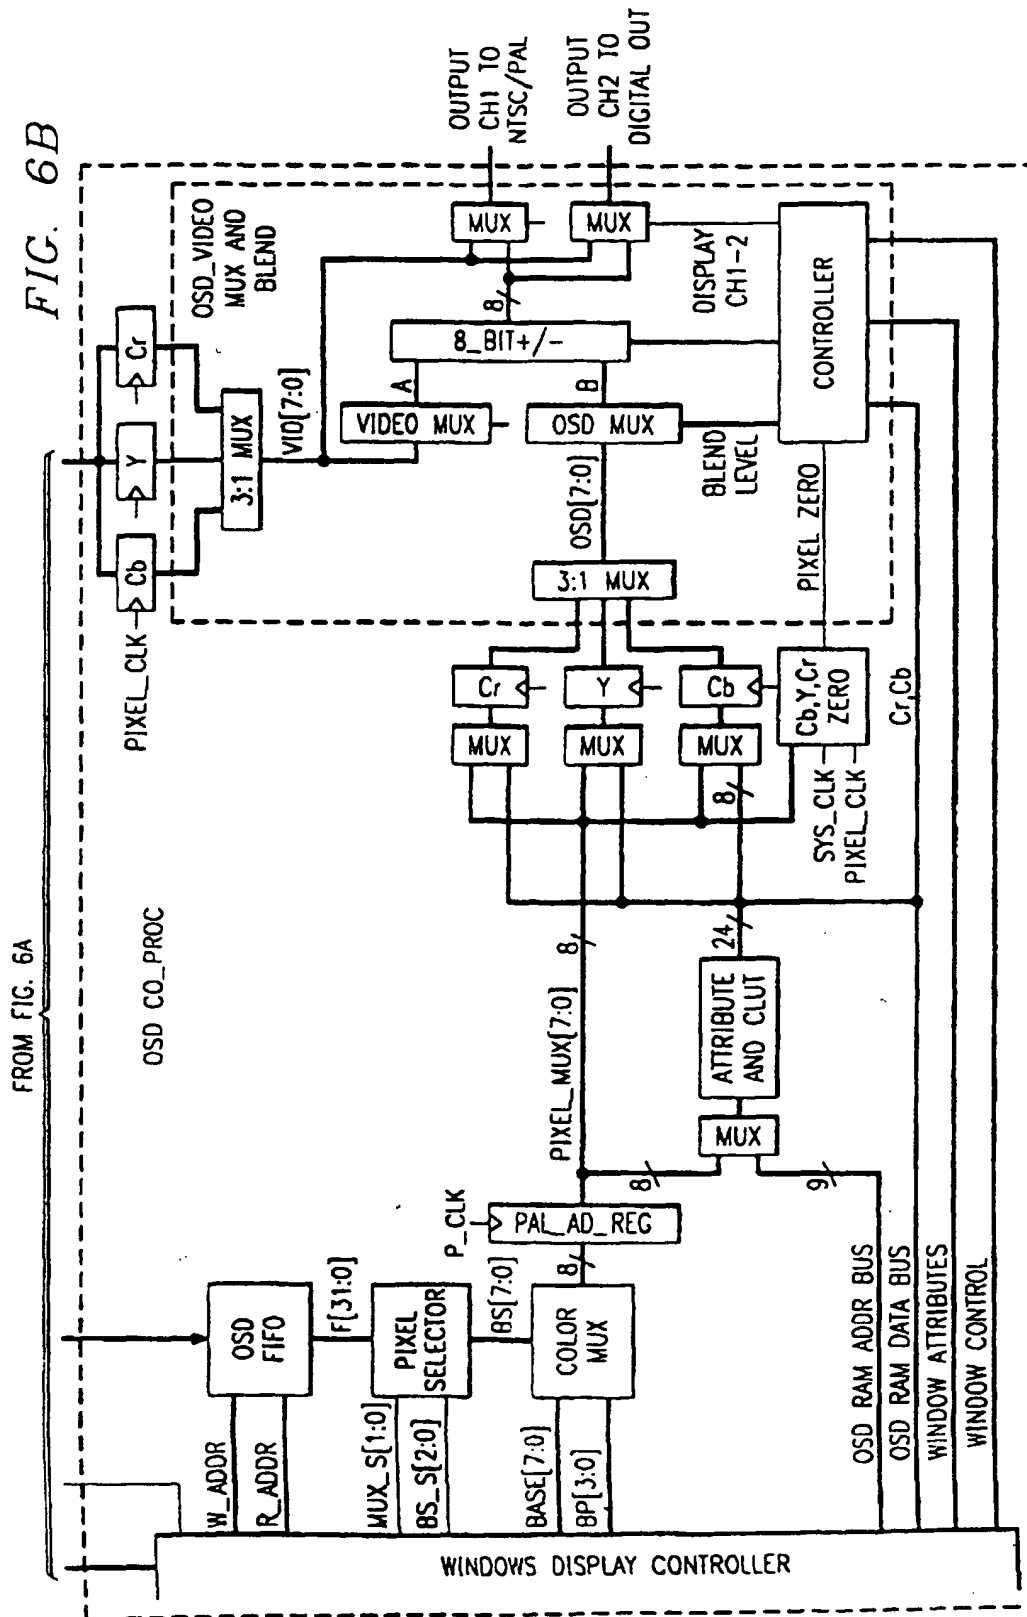 FIG. 6B
FROM FIG. 6A
OSD CO_PROC
PIXEL_CLK
Cb
Y
Cr
OSD_VIDEO
MUX AND
BLEND
3:1 MUX
VID[7:0]
VIDEO MUX
A
8_BIT+/-
8
MUX
OUTPUT
CH1 TO
NTSC/PAL
MUX
OUTPUT
CH2 TO
DIGITAL OUT
OSD MUX
B
OSD[7:0]
3:1 MUX
BLEND
LEVEL
DISPLAY
CH1-2
CONTROLLER
PIXEL ZERO
Cr
Y
Cb
MUX
MUX
MUX
8
Cb,Y,Cr
ZERO
SYS_CLK
PIXEL_CLK
Cr,Cb
W_ADDR
R_ADDR
OSD
FIFO
F[31:0]
MUX_S[1:0]
BS_S[2:0]
PIXEL
SELECTOR
BS[7:0]
BASE[7:0]
BP[3:0]
COLOR
MUX
8
P_CLK
PAL_AD_REG
PIXEL_MUX[7:0]
8
8
9
MUX
ATTRIBUTE
AND CLUT
24
OSD RAM ADDR BUS
OSD RAM DATA BUS
WINDOW ATTRIBUTES
WINDOW CONTROL
WINDOWS DISPLAY CONTROLLER